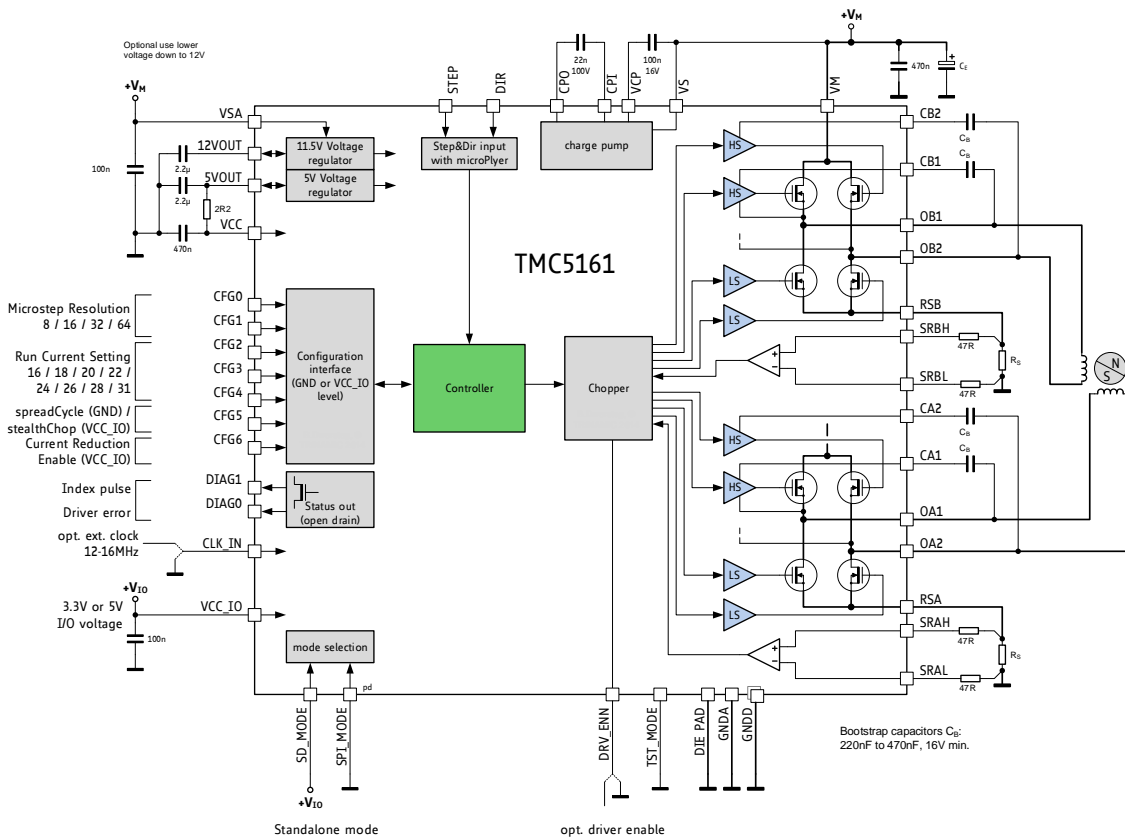 Optional use lower
voltage down to 12V
+VM
VSA
12VOUT
5VOUT
VCC
100n
2.2µ
2.2µ
2R2
470n
11.5V Voltage
regulator
5V Voltage
regulator
STEP
DIR
Step&Dir input
with microPlyer
CPO
22n
100V
CPI
VCP
100n
16V
VS
charge pump
+VM
VM
470n
CE
+
TMC5161
HS
HS
LS
LS
CB2
CB
CB1
CB
OB1
OB2
RSB
SRBH
47R
RS
SRBL
47R
N
S
Microstep Resolution
8 / 16 / 32 / 64
Run Current Setting
16 / 18 / 20 / 22 /
24 / 26 / 28 / 31
spreadCycle (GND) /
stealthChop (VCC_IO)
Current Reduction
Enable (VCC_IO)
CFG0
CFG1
CFG2
CFG3
CFG4
CFG5
CFG6
Configuration
interface
(GND or VCC_IO
level)
Controller
Chopper
+
−
Index pulse
Driver error
DIAG1
DIAG0
Status out
(open drain)
opt. ext. clock
12-16MHz
CLK_IN
+VIO
3.3V or 5V
I/O voltage
VCC_IO
100n
HS
HS
LS
LS
CA2
CB
CA1
CB
OA1
OA2
RSA
SRAH
47R
RS
SRAL
47R
+
−
mode selection
pd
SD_MODE
SPI_MODE
+VIO
DRV_ENN
TST_MODE
DIE PAD
GNDA
GNDD
Bootstrap capacitors CB:
220nF to 470nF, 16V min.
Standalone mode
opt. driver enable